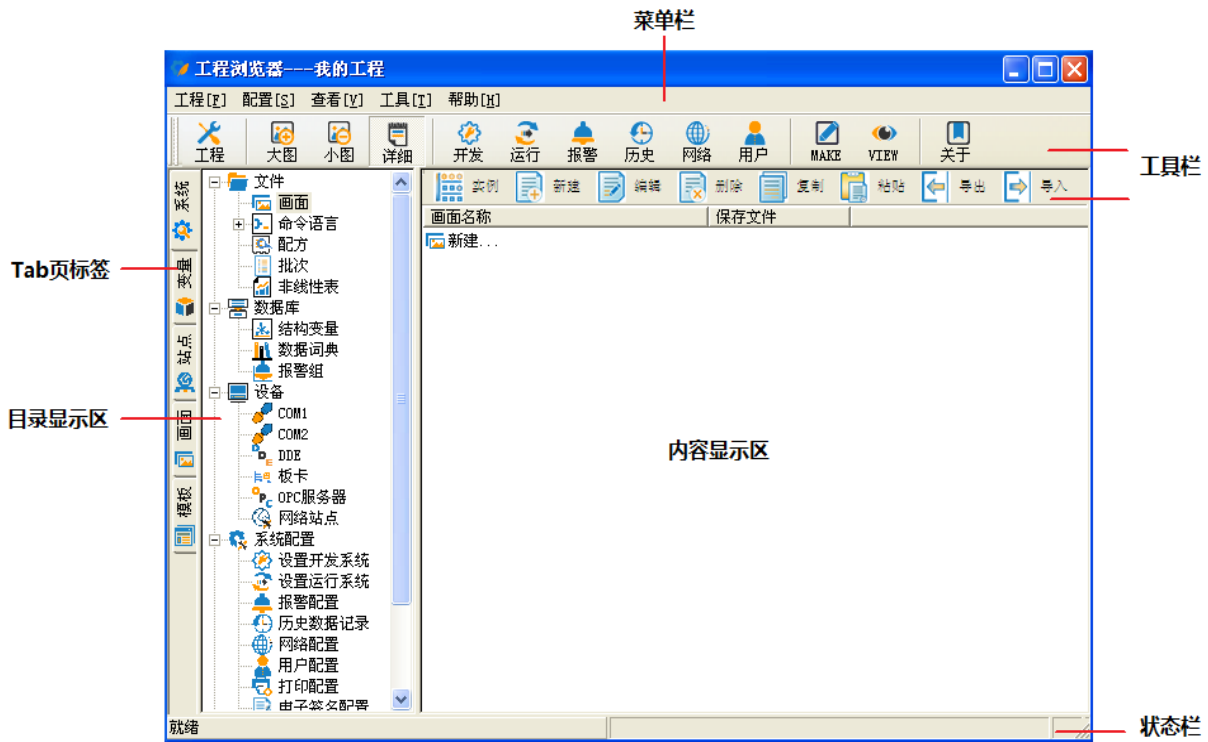 菜单栏
工程浏览器---我的工程
工程[F] 配置[S] 查看[V] 工具[T] 帮助[H]
工程 大图 小图 详细 开发 运行 报警 历史 网络 用户 MAKE VIEW 关于
工具栏
实例 新建 编辑 删除 复制 粘贴 导出 导入
画面名称 保存文件
新建...
系统
变量
站点
画面
模板
Tab页标签
目录显示区
文件
画面
命令语言
配方
批次
非线性表
数据库
结构变量
数据词典
报警组
设备
COM1
COM2
DDE
板卡
OPC服务器
网络站点
系统配置
设置开发系统
设置运行系统
报警配置
历史数据记录
网络配置
用户配置
打印配置
电子签名配置
内容显示区
就绪
状态栏